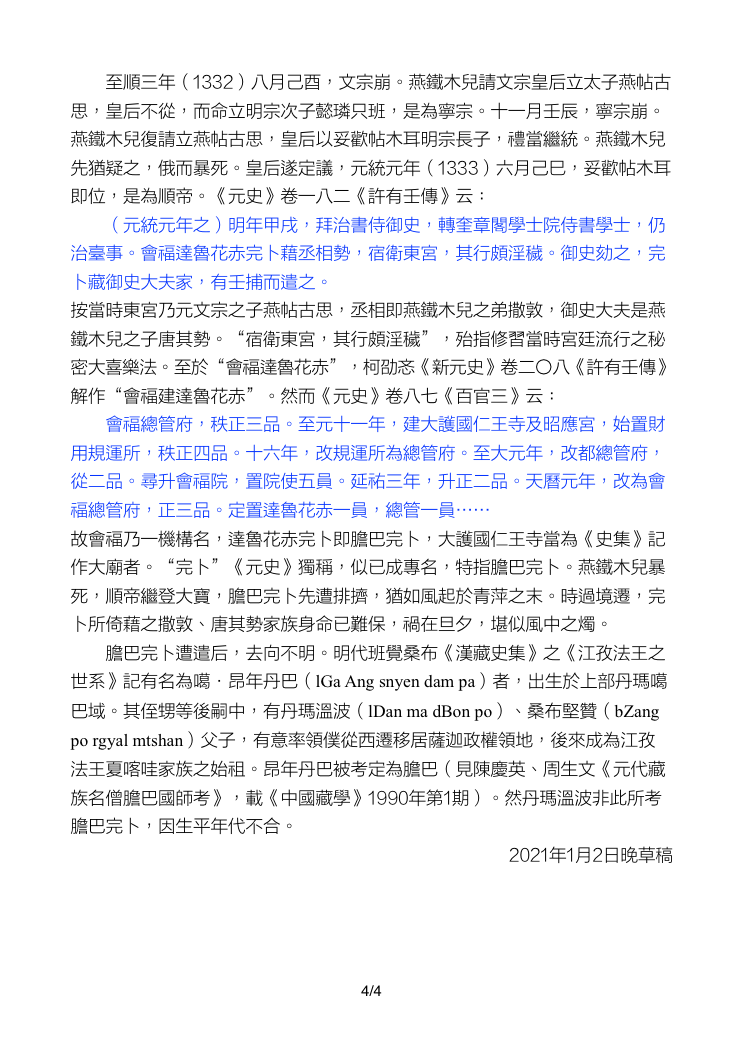 至順三年（1332）八月己酉，文宗崩。燕鐵木兒請文宗皇后立太子燕帖古
思，皇后不從，而命立明宗次子懿璘只班，是為寧宗。十一月壬辰，寧宗崩。
燕鐵木兒復請立燕帖古思，皇后以妥歡帖木耳明宗長子，禮當繼統。燕鐵木兒
先猶疑之，俄而暴死。皇后遂定議，元統元年（1333）六月己巳，妥歡帖木耳
即位，是為順帝。《元史》卷一八二《許有壬傳》云：
（元統元年之）明年甲戌，拜治書侍御史，轉奎章閣學士院侍書學士，仍
治臺事。會福達魯花赤完卜藉丞相勢，宿衛東宮，其行頗淫穢。御史劾之，完
卜藏御史大夫家，有壬捕而遣之。
按當時東宮乃元文宗之子燕帖古思，丞相即燕鐵木兒之弟撒敦，御史大夫是燕
鐵木兒之子唐其勢。“宿衛東宮，其行頗淫穢”，殆指修習當時宮廷流行之秘
密大喜樂法。至於“會福達魯花赤”，柯劭忞《新元史》卷二〇八《許有壬傳》
解作“會福建達魯花赤”。然而《元史》卷八七《百官三》云：
會福總管府，秩正三品。至元十一年，建大護國仁王寺及昭應宮，始置財
用規運所，秩正四品。十六年，改規運所為總管府。至大元年，改都總管府，
從二品。尋升會福院，置院使五員。延祐三年，升正二品。天曆元年，改為會
福總管府，正三品。定置達魯花赤一員，總管一員⋯⋯
故會福乃一機構名，達魯花赤完卜即膽巴完卜，大護國仁王寺當為《史集》記
作大廟者。“完卜”《元史》獨稱，似已成專名，特指膽巴完卜。燕鐵木兒暴
死，順帝繼登大寶，膽巴完卜先遭排擠，猶如風起於青萍之末。時過境遷，完
卜所倚藉之撒敦、唐其勢家族身命已難保，禍在旦夕，堪似風中之燭。
膽巴完卜遭遣后，去向不明。明代班覺桑布《漢藏史集》之《江孜法王之
世系》記有名為噶．昂年丹巴（lGa Ang snyen dam pa）者，出生於上部丹瑪噶
巴域。其侄甥等後嗣中，有丹瑪溫波（lDan ma dBon po）、桑布堅贊（bZang
po rgyal mtshan）父子，有意率領僕從西遷移居薩迦政權領地，後來成為江孜
法王夏喀哇家族之始祖。昂年丹巴被考定為膽巴（見陳慶英、周生文《元代藏
族名僧膽巴國師考》，載《中國藏學》1990年第1期）。然丹瑪溫波非此所考
膽巴完卜，因生平年代不合。
2021年1月2日晚草稿
4/4